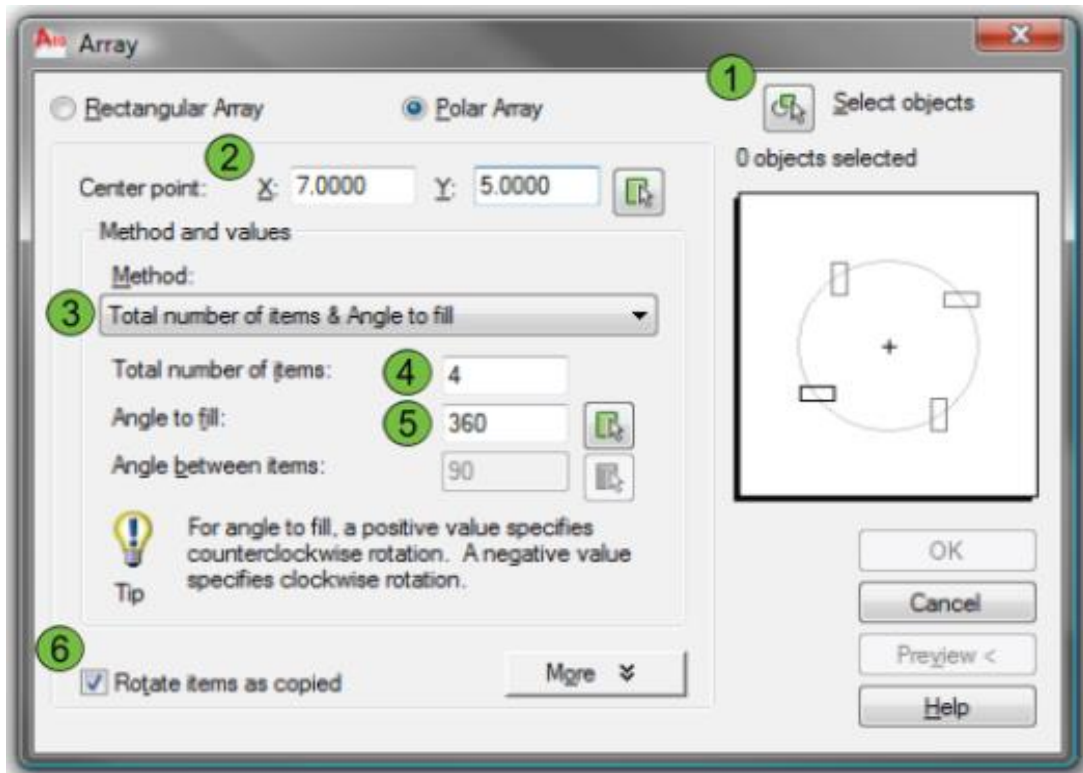 Array
1
Rectangular Array Polar Array Select objects
2
0 objects selected
Center point: X: 7.0000 Y: 5.0000
Method and values
Method:
3 Total number of items & Angle to fill
Total number of items: 4 4
Angle to fill: 5 360
Angle between items: 90
For angle to fill, a positive value specifies
counterclockwise rotation. A negative value
specifies clockwise rotation.
Tip
OK
Cancel
6
Rotate items as copied More
Preview <
Help